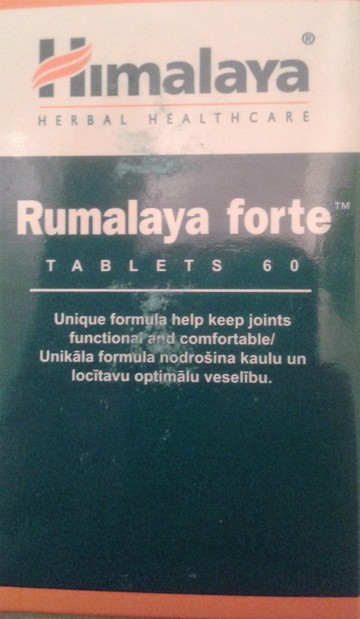 Himalaya®
HERBAL HEALTHCARE
Rumalaya forte™
TABLETS 60
Unique formula help keep joints
functional and comfortable/
Unikāla formula nodrošina kaulu un
locītavu optimālu veselību.